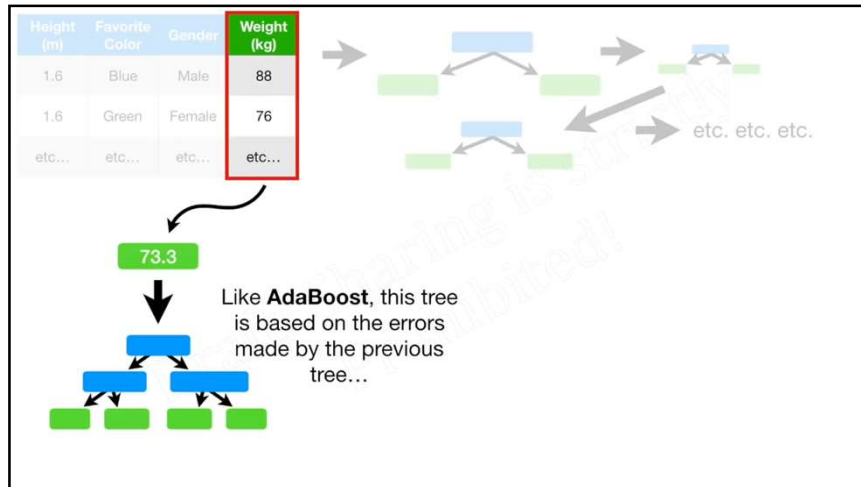 Height (m) Favorite Color Gender Weight (kg)
1.6 Blue Male 88
1.6 Green Female 76
etc... etc... etc... etc...
etc. etc. etc.
73.3
Like AdaBoost, this tree
is based on the errors
made by the previous
tree...